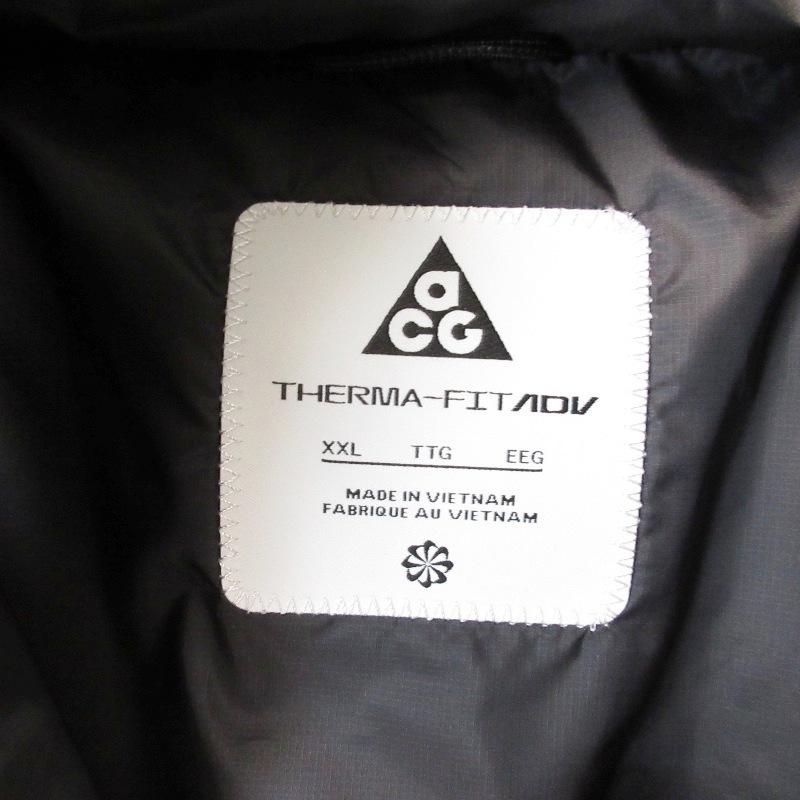 aCG
THERMA-FIT ADV
XXL TTG EEG
MADE IN VIETNAM
FABRIQUE AU VIETNAM